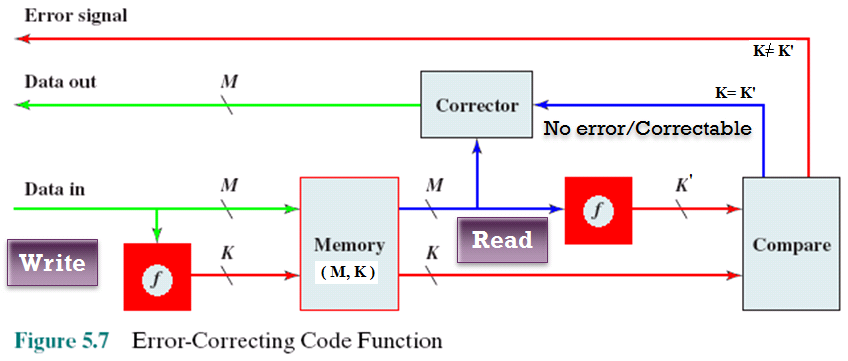 Error signal
K≠ K'
Data out
M
Corrector
K= K'
No error/Correctable
Data in
M
M
K'
f
Write
f
K
Memory
( M, K )
K
Read
Compare
Figure 5.7 Error-Correcting Code Function